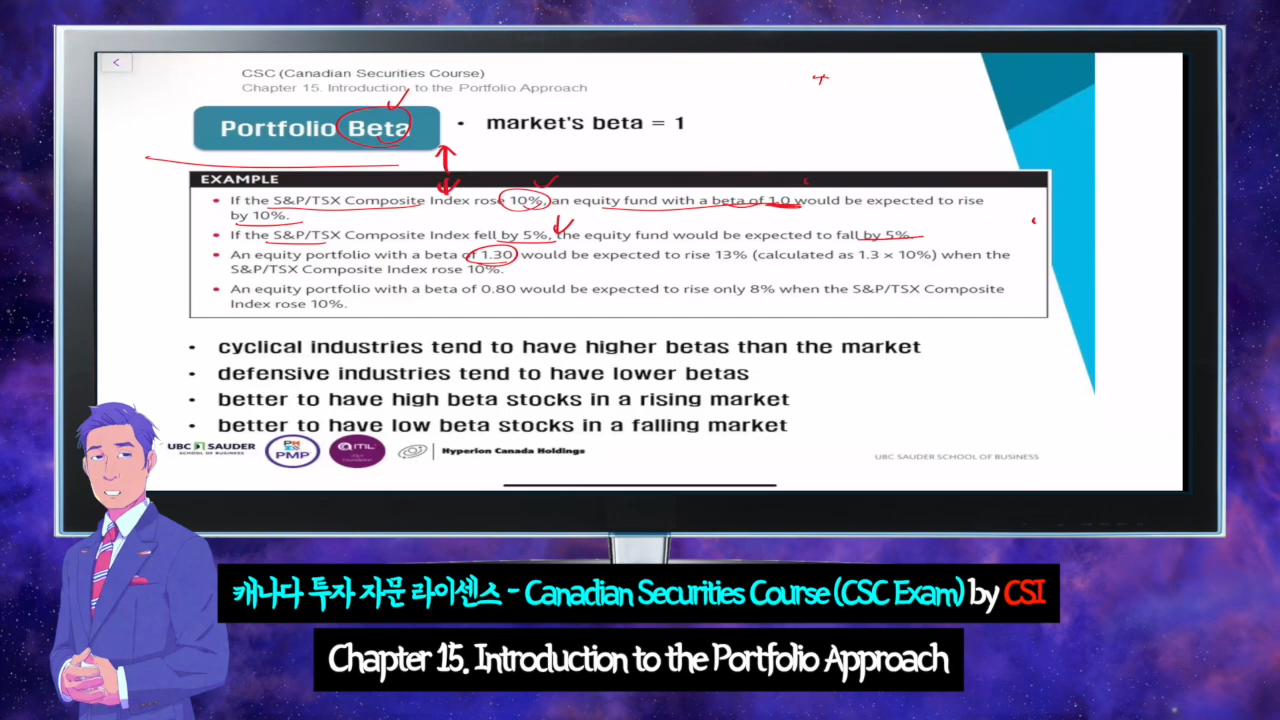 <
CSC (Canadian Securities Course)
Chapter 15. Introduction to the Portfolio Approach
Portfolio Beta
• market's beta = 1
EXAMPLE
• If the S&P/TSX Composite Index rose 10%, an equity fund with a beta of 1.0 would be expected to rise
by 10%.
• If the S&P/TSX Composite Index fell by 5%, the equity fund would be expected to fall by 5%.
• An equity portfolio with a beta of 1.30 would be expected to rise 13% (calculated as 1.3 × 10%) when the
S&P/TSX Composite Index rose 10%.
• An equity portfolio with a beta of 0.80 would be expected to rise only 8% when the S&P/TSX Composite
Index rose 10%.
• cyclical industries tend to have higher betas than the market
• defensive industries tend to have lower betas
• better to have high beta stocks in a rising market
• better to have low beta stocks in a falling market
UBC SAUDER
SCHOOL OF BUSINESS
PMP
Hyperion Canada Holdings
UBC SAUDER SCHOOL OF BUSINESS
캐나다 투자 자문 라이센스 - Canadian Securities Course (CSC Exam) by CSI
Chapter 15. Introduction to the Portfolio Approach